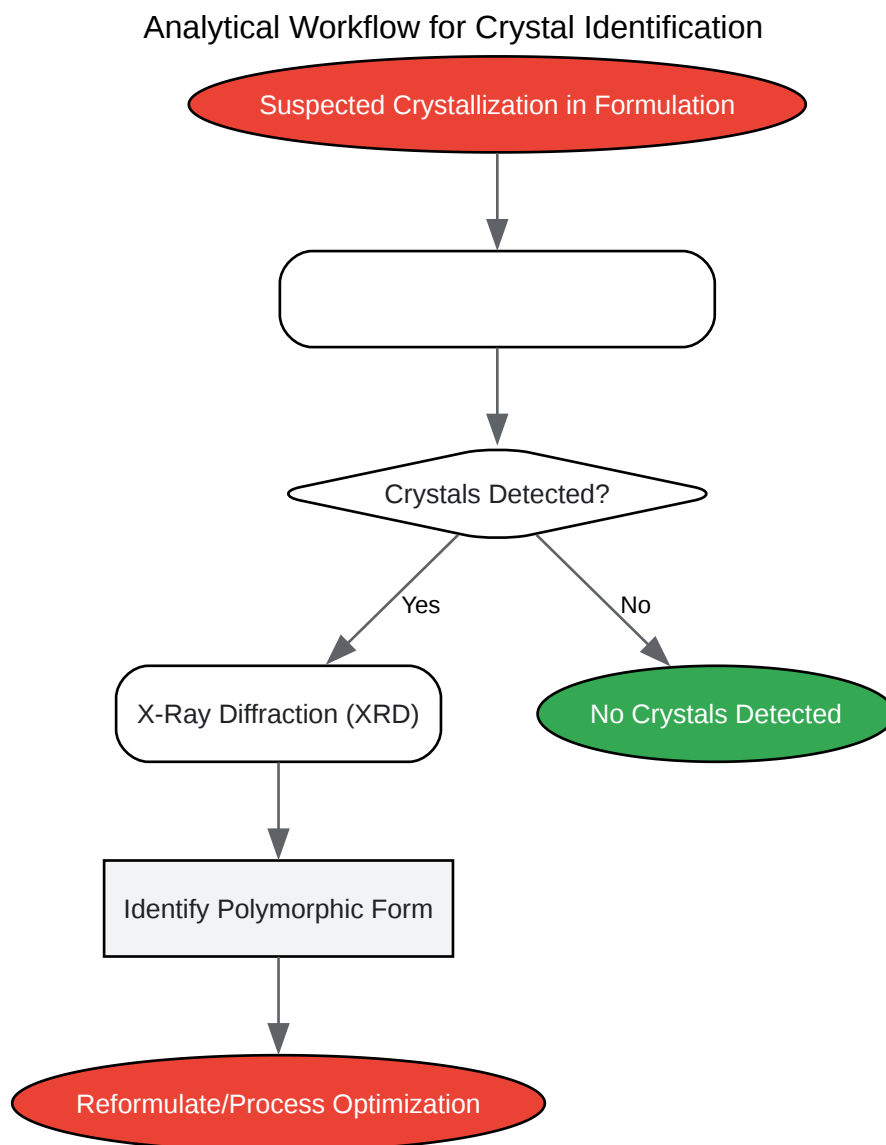 Analytical Workflow for Crystal Identification
Suspected Crystallization in Formulation
Crystals Detected?
Yes
No
X-Ray Diffraction (XRD)
No Crystals Detected
Identify Polymorphic Form
Reformulate/Process Optimization